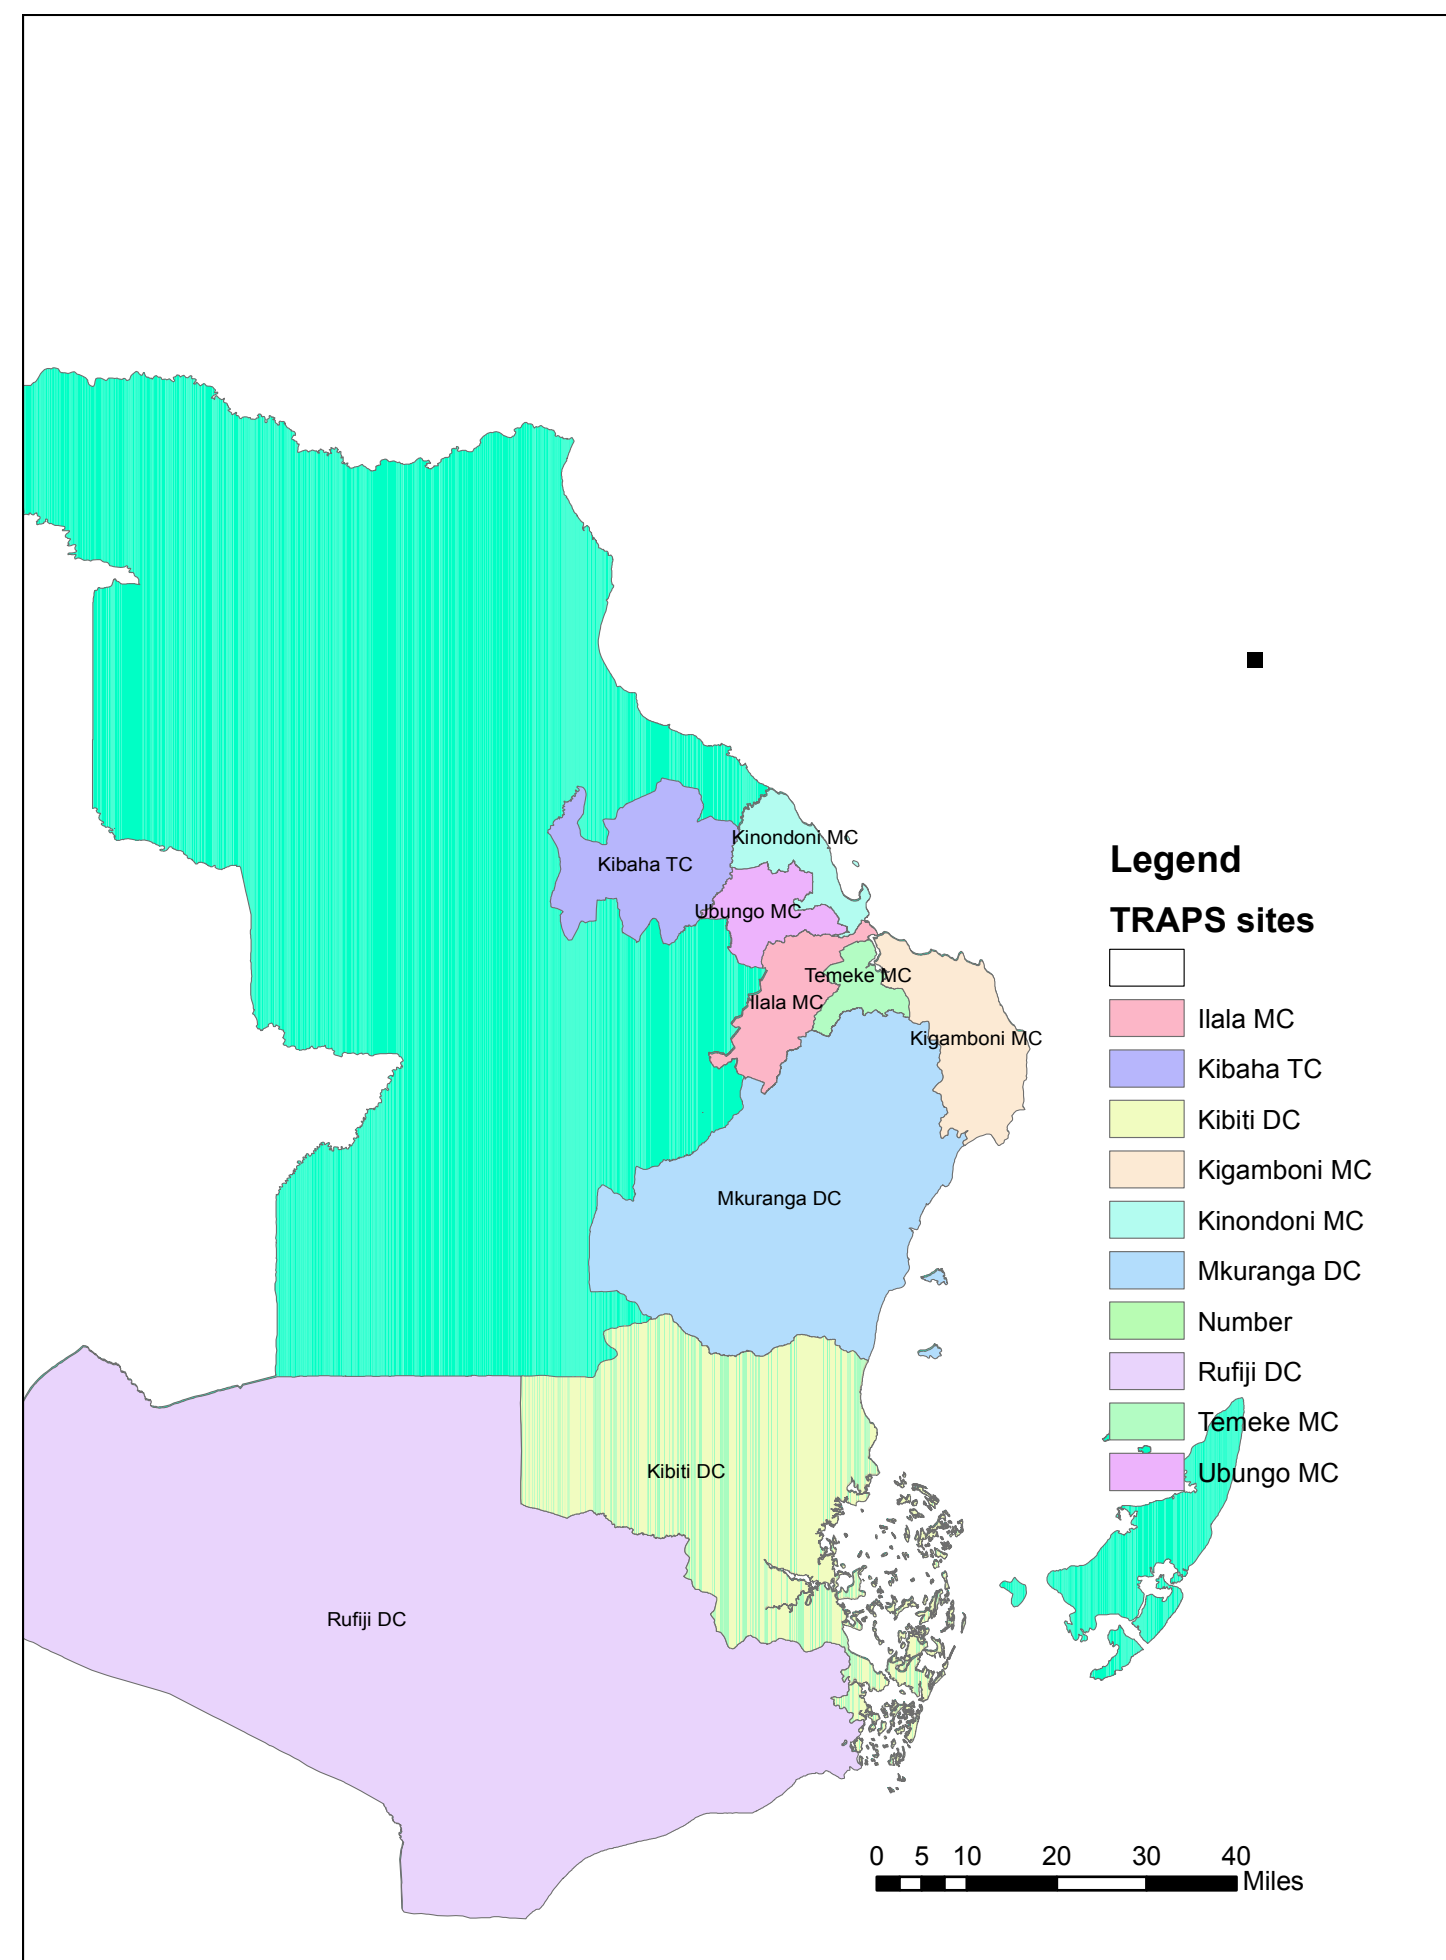 Kinondoni MC
Kibaha TC
Ubungo MC
Temeke MC
Ilala MC
Kigamboni MC
Mkuranga DC
Kibiti DC
Rufiji DC
Legend
TRAPS sites
Ilala MC
Kibaha TC
Kibiti DC
Kigamboni MC
Kinondoni MC
Mkuranga DC
Number
Rufiji DC
Temeke MC
Ubungo MC
0 5 10 20 30 40
Miles